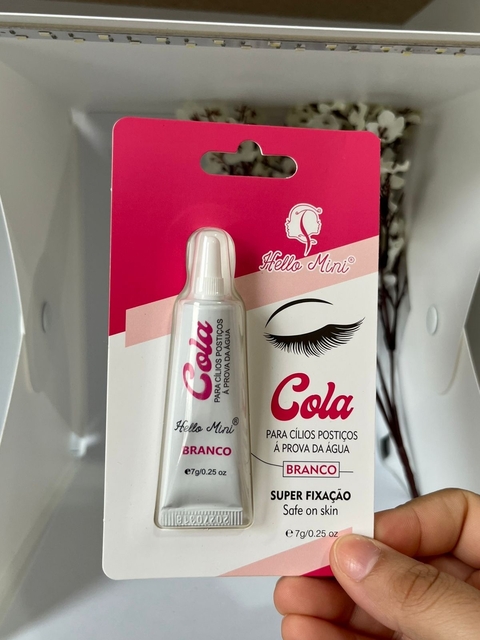 Hello Mini®
Cola
PARA CÍLIOS POSTIÇOS
Á PROVA DA ÁGUA
BRANCO
SUPER FIXAÇÃO
Safe on skin
℮7g/0.25 oz
Cola
PARA CÍLIOS POSTIÇOS
Á PROVA DA ÁGUA
Hello Mini®
BRANCO
℮7g/0.25 oz